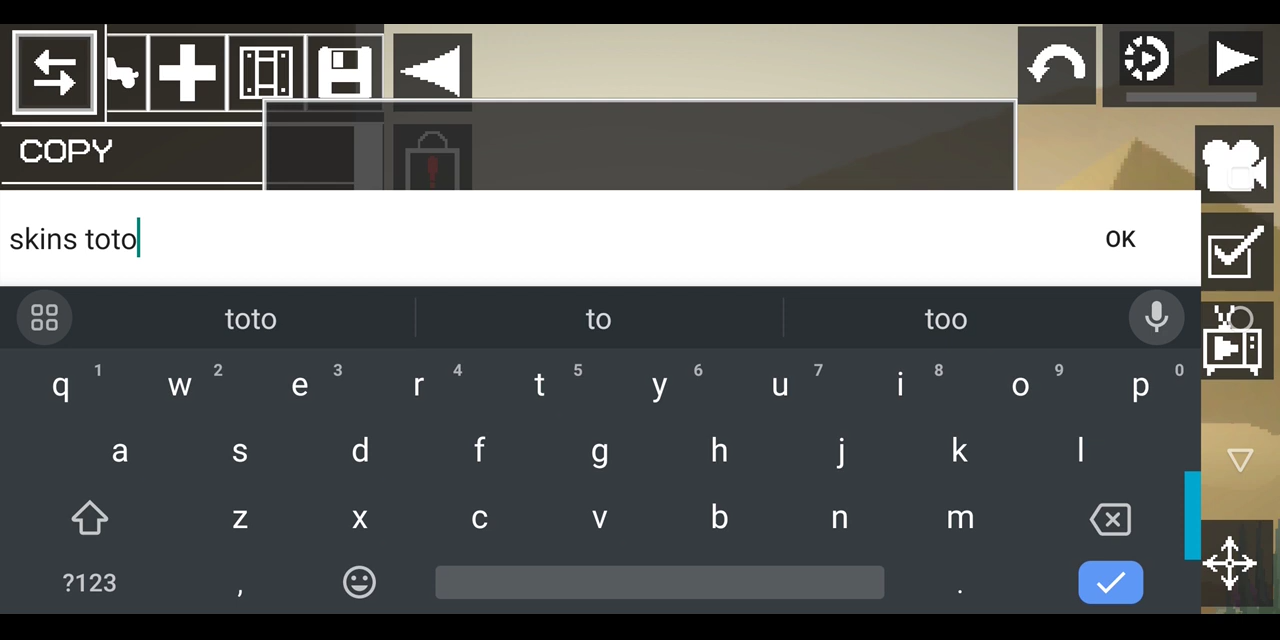 COPY
skins toto
OK
toto to too
q 1 w 2 e 3 r 4 t 5 y 6 u 7 i 8 o 9 p 0
a s d f g h j k l
z x c v b n m
?123 , .